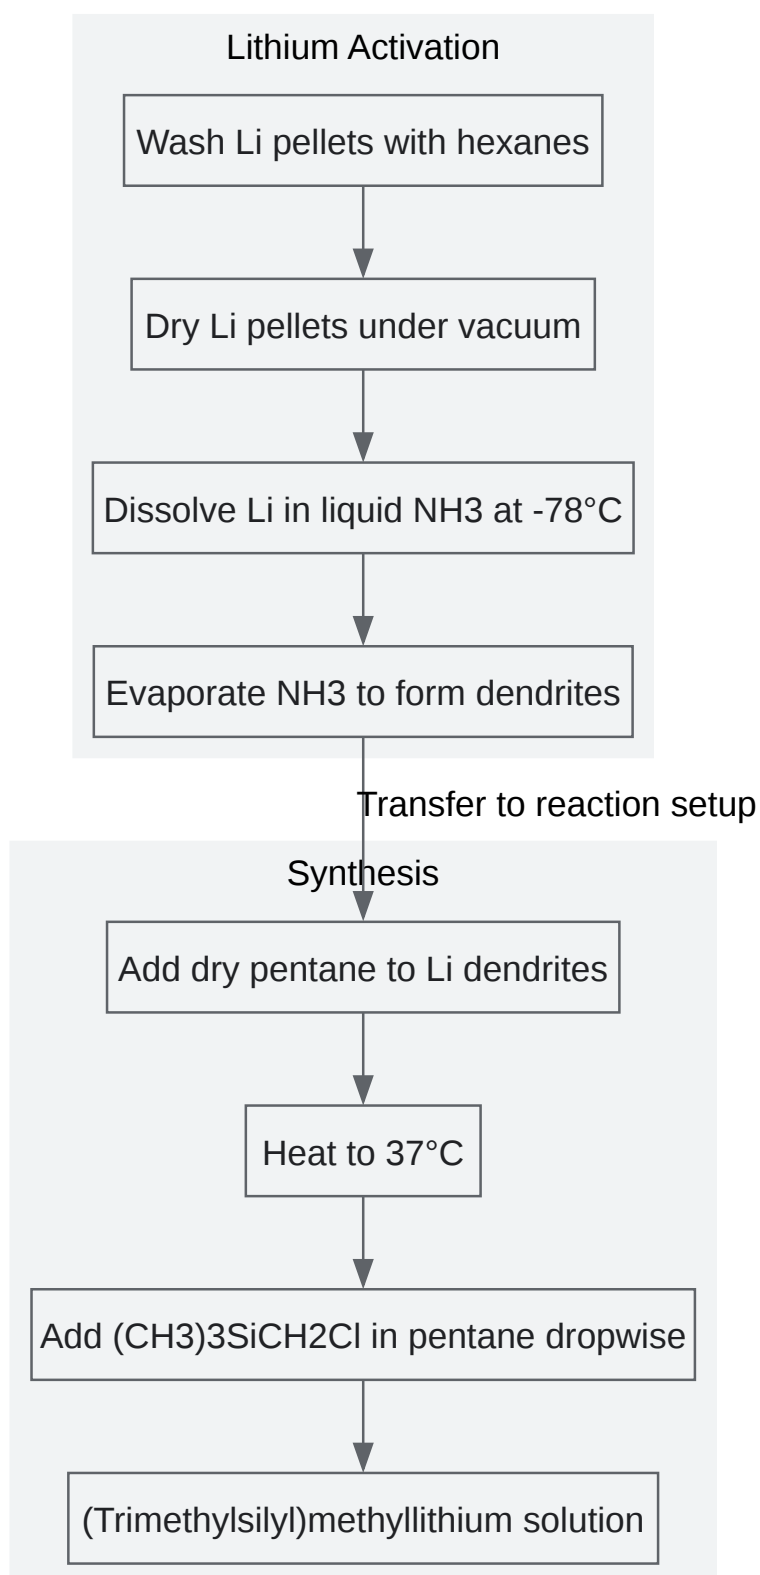 Lithium Activation
Wash Li pellets with hexanes
Dry Li pellets under vacuum
Dissolve Li in liquid NH3 at -78°C
Evaporate NH3 to form dendrites
Transfer to reaction setup
Synthesis
Add dry pentane to Li dendrites
Heat to 37°C
Add (CH3)3SiCH2Cl in pentane dropwise
(Trimethylsilyl)methyllithium solution